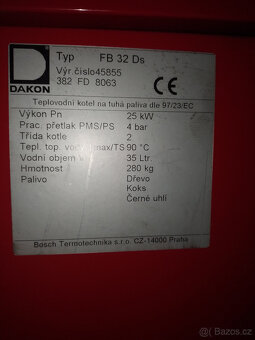 Typ FB 32 Ds
Výr.číslo45855
382 FD 8063
CE
DAKON
Teplovodní kotel na tuhá paliva dle 97/23/EC
Výkon Pn 25 kW
Prac. přetlak PMS/PS 4 bar
Třída kotle 2
Tepl. top. vody max/TS 90 °C
Vodní objem 35 Ltr
Hmotnost 280 kg
Palivo Dřevo
Koks
Černé uhlí
Bosch Termotechnika s.r.o. CZ-14000 Praha
Bazoš.cz